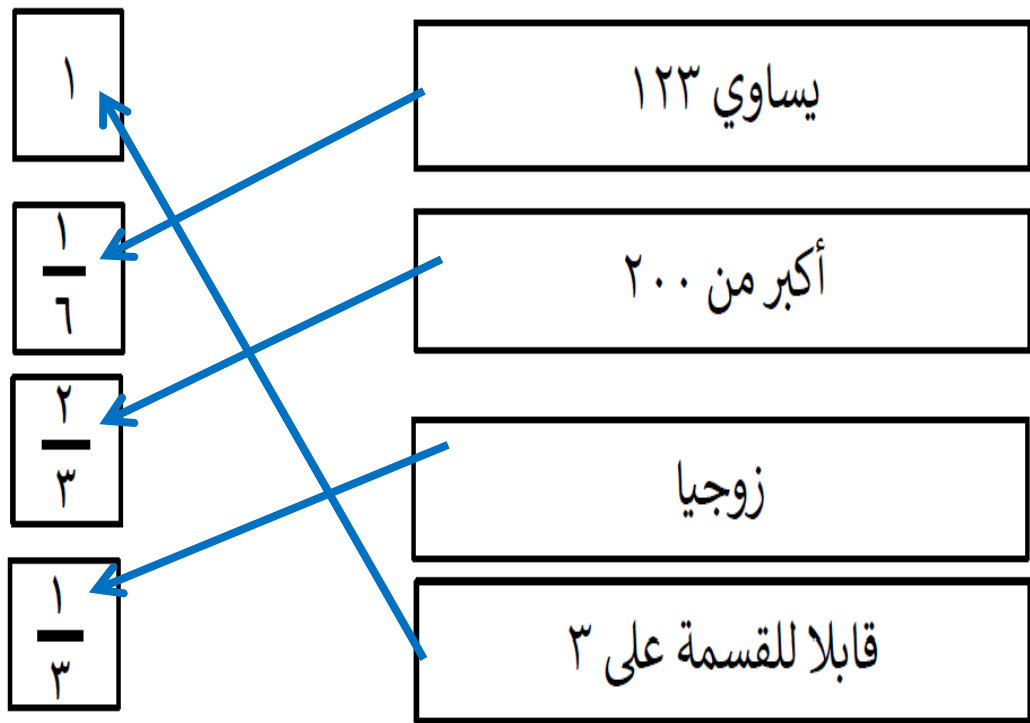 يساوي ١٢٣
١
أكبر من ٢٠٠
١
٦
زوجيا
٢
٣
قابلا للقسمة على ٣
١
٣